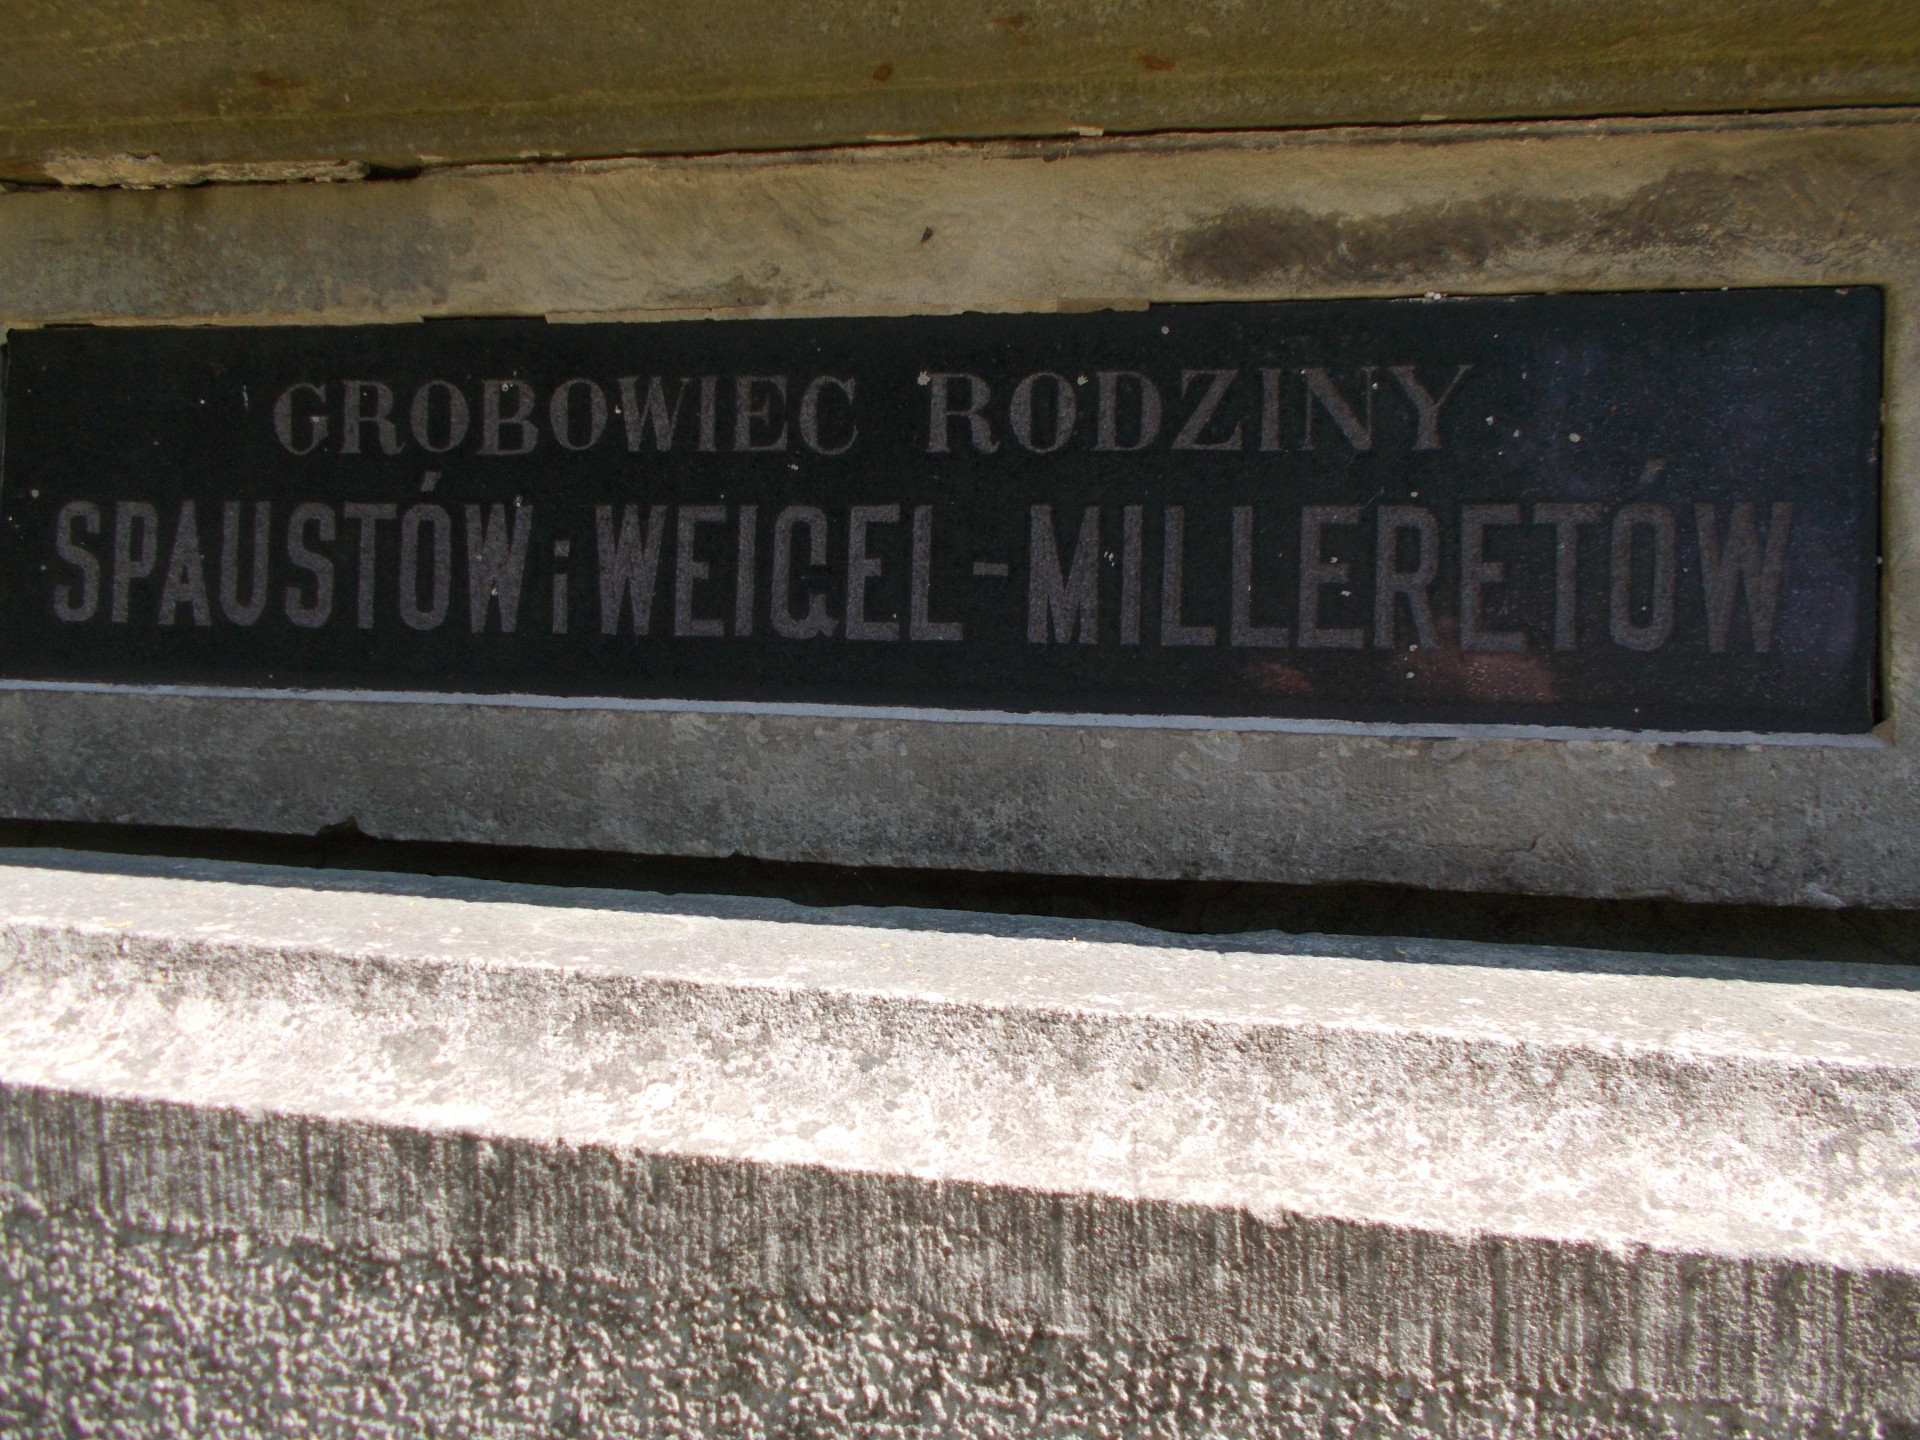 GROBOWIEC RODZINY
SPAUSTÓW i WEIGEL-MILLERETÓW